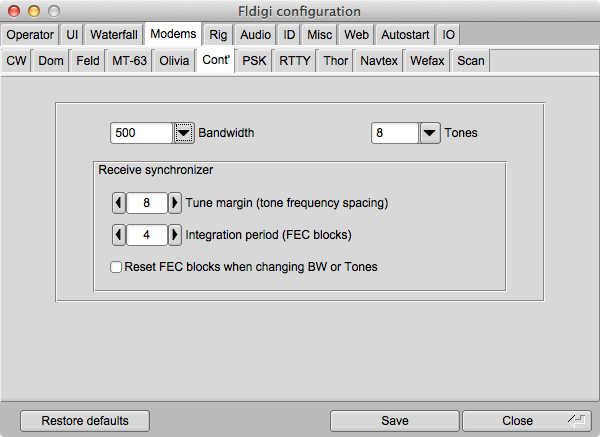 Fldigi configuration
Operator UI Waterfall Modems Rig Audio ID Misc Web Autostart IO
CW Dom Feld MT-63 Olivia Cont' PSK RTTY Thor Navtex Wefax Scan
500 Bandwidth 8 Tones
Receive synchronizer
8 Tune margin (tone frequency spacing)
4 Integration period (FEC blocks)
Reset FEC blocks when changing BW or Tones
Restore defaults Save Close